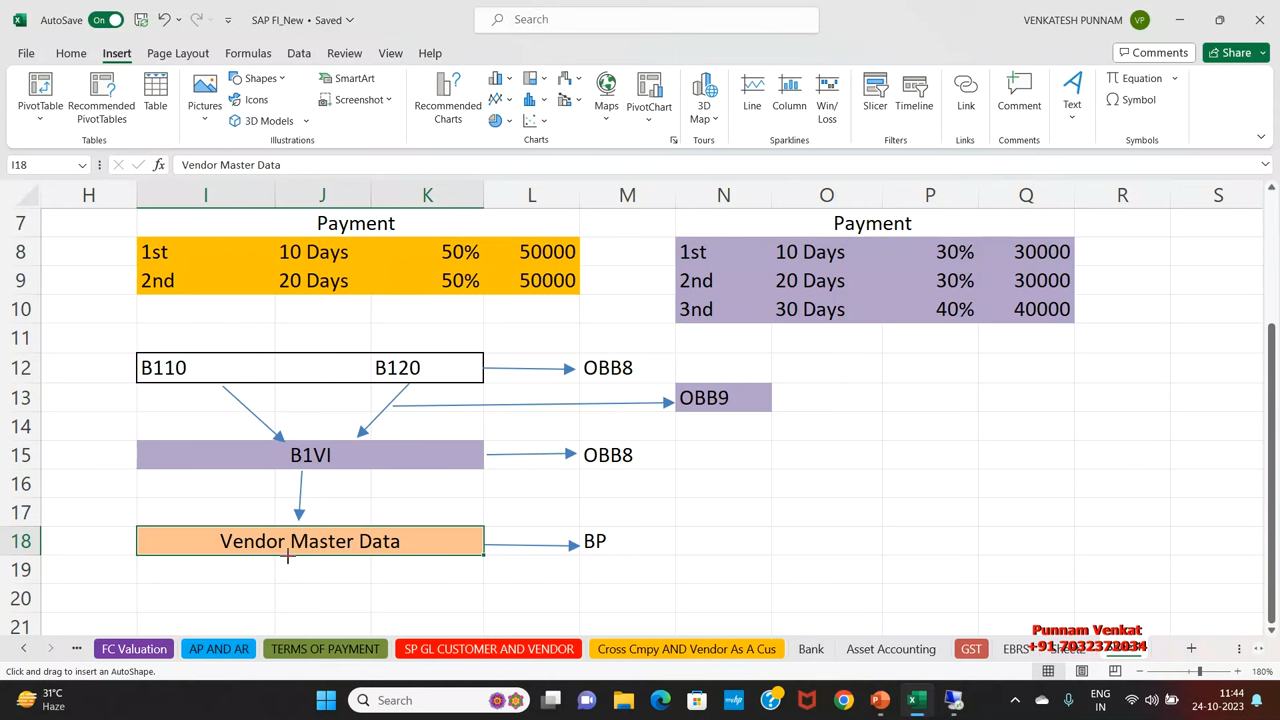 AutoSave On SAP FI_New • Saved Search VENKATESH PUNNAM VP
File Home Insert Page Layout Formulas Data Review View Help Comments Share
PivotTable Recommended PivotTables Table Pictures Shapes Icons 3D Models SmartArt Screenshot Recommended Charts Maps PivotChart 3D Map Line Column Win/Loss Slicer Timeline Link Comment Text Equation Symbol
Tables Illustrations Charts Tours Sparklines Filters Links Comments Symbols
I18 fx Vendor Master Data
H I J K L M N O P Q R S
7 Payment Payment
8 1st 10 Days 50% 50000 1st 10 Days 30% 30000
9 2nd 20 Days 50% 50000 2nd 20 Days 30% 30000
10 3nd 30 Days 40% 40000
11
12 B110 B120 OBB8
13 OBB9
14
15 B1VI OBB8
16
17
18 Vendor Master Data BP
19
20
21
Punnam Venkat
+91 7032372034
FC Valuation AP AND AR TERMS OF PAYMENT SP GL CUSTOMER AND VENDOR Cross Cmpy AND Vendor As A Cus Bank Asset Accounting GST EBRS
Click and drag to insert an AutoShape. 180%
31°C
Haze
Search
ENG
IN
11:44
24-10-2023